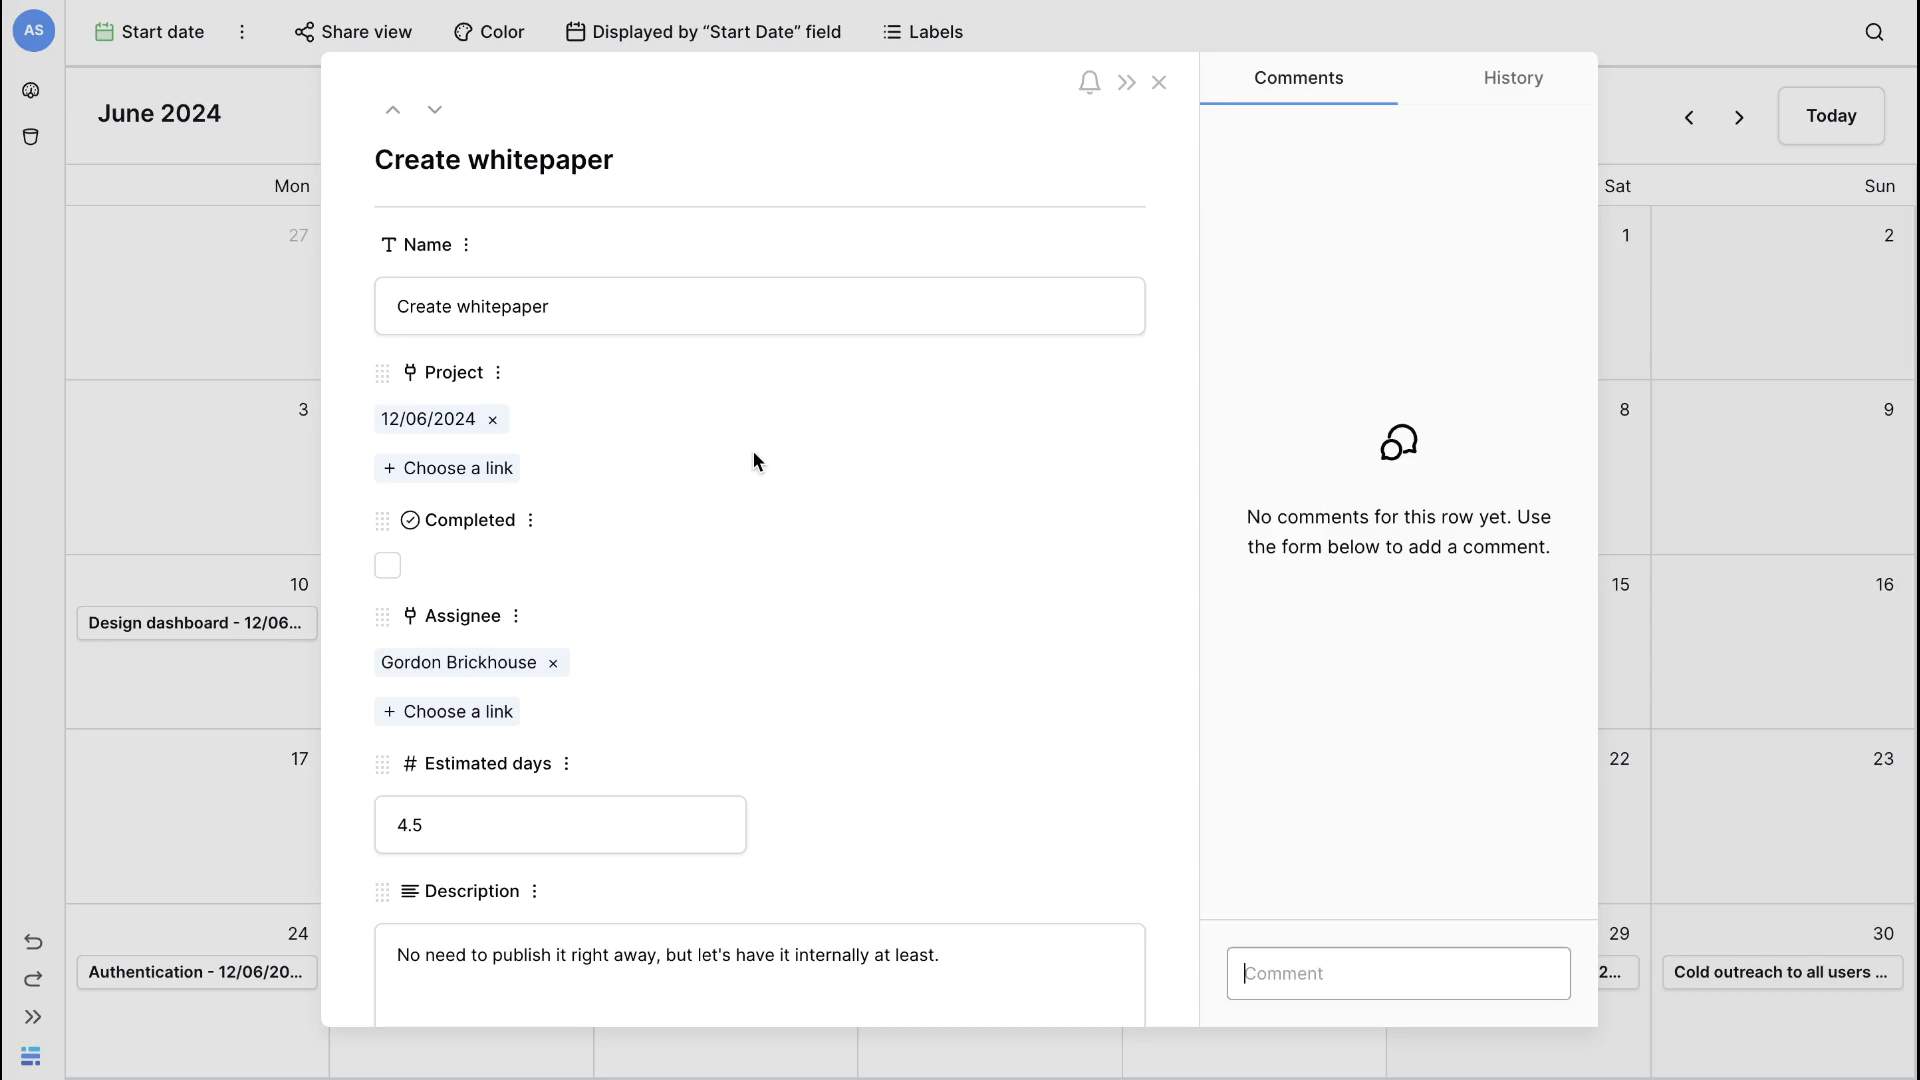 AS
Start date
Share view
Color
Displayed by “Start Date” field
Labels
June 2024
Today
Mon
Sat
Sun
27
1
2
3
8
9
10
Design dashboard - 12/06...
15
16
17
22
23
24
Authentication - 12/06/20...
29
2...
30
Cold outreach to all users ...
Create whitepaper
Name
Create whitepaper
Project
12/06/2024 ×
+ Choose a link
Completed
Assignee
Gordon Brickhouse ×
+ Choose a link
# Estimated days
4.5
Description
No need to publish it right away, but let's have it internally at least.
Comments
History
No comments for this row yet. Use
the form below to add a comment.
Comment